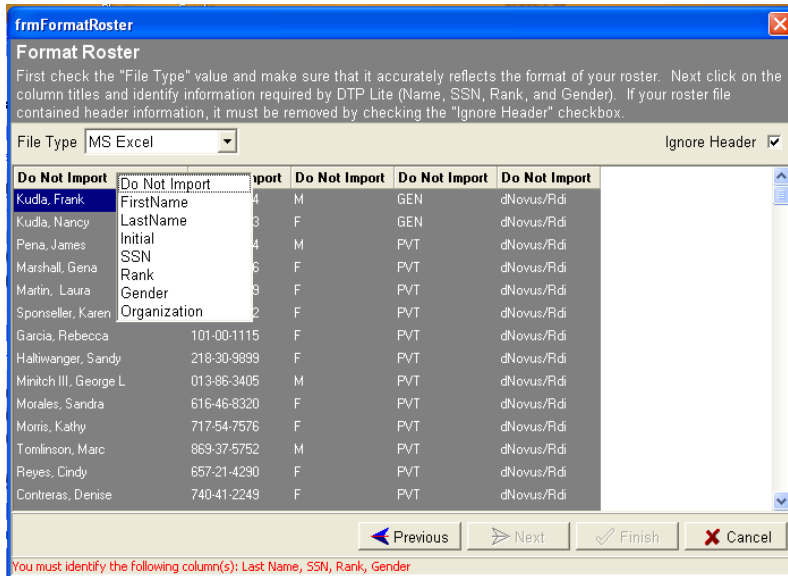 frmFormatRoster
Format Roster
First check the "File Type" value and make sure that it accurately reflects the format of your roster. Next click on the
column titles and identify information required by DTP Lite (Name, SSN, Rank, and Gender). If your roster file
contained header information, it must be removed by checking the "Ignore Header" checkbox.
File Type MS Excel Ignore Header
Do Not Import port Do Not Import Do Not Import Do Not Import
Do Not Import
FirstName
LastName
Initial
SSN
Rank
Gender
Organization
Kudla, Frank 4 M GEN dNovus/Rdi
Kudla, Nancy 3 F GEN dNovus/Rdi
Pena, James 4 M PVT dNovus/Rdi
Marshall, Gena 6 F PVT dNovus/Rdi
Martin, Laura 9 F PVT dNovus/Rdi
Sponseller, Karen 2 F PVT dNovus/Rdi
Garcia, Rebecca 101-00-1115 F PVT dNovus/Rdi
Haltiwanger, Sandy 218-30-9899 F PVT dNovus/Rdi
Minitch III, George L 013-86-3405 M PVT dNovus/Rdi
Morales, Sandra 616-46-8320 F PVT dNovus/Rdi
Morris, Kathy 717-54-7576 F PVT dNovus/Rdi
Tomlinson, Marc 869-37-5752 M PVT dNovus/Rdi
Reyes, Cindy 657-21-4290 F PVT dNovus/Rdi
Contreras, Denise 740-41-2249 F PVT dNovus/Rdi
Previous Next Finish Cancel
You must identify the following column(s): Last Name, SSN, Rank, Gender